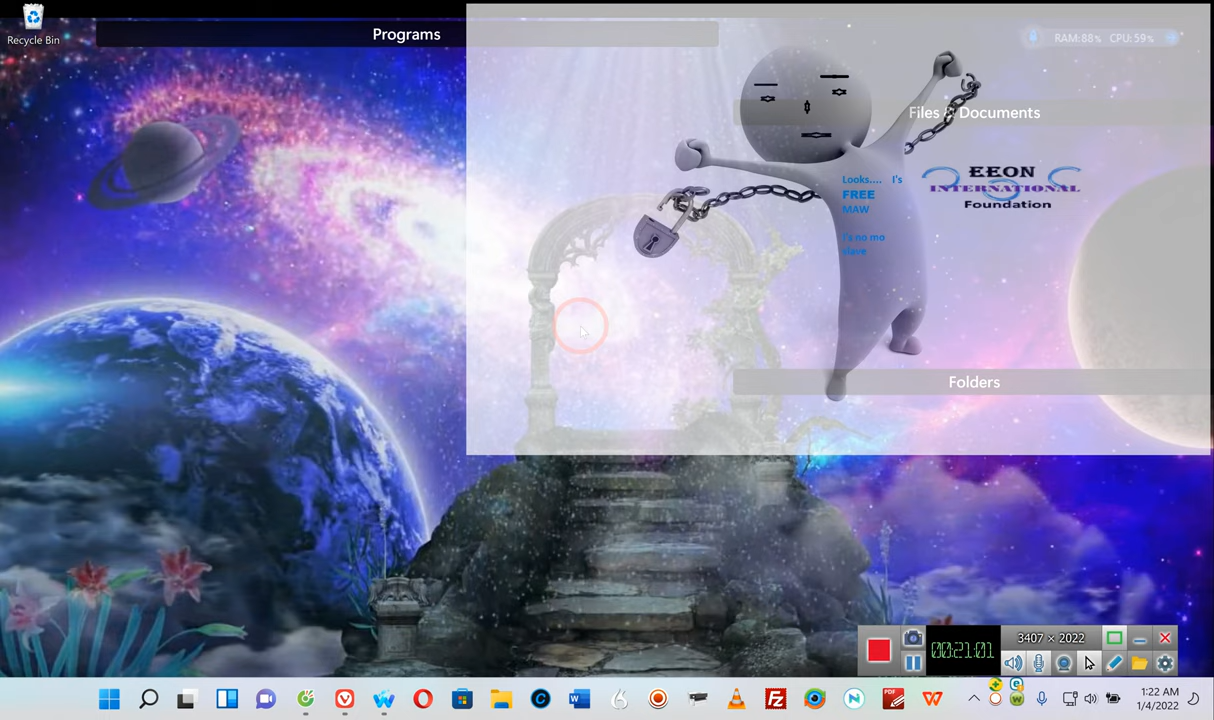 Programs
RAM:88% CPU:59%
Recycle Bin
Files & Documents
Looks.... I's
FREE
MAW
I's no mo
slave
EEON
INTERNATIONAL
Foundation
Folders
3407 × 2022
00:21:01
PDF
1:22 AM
1/4/2022